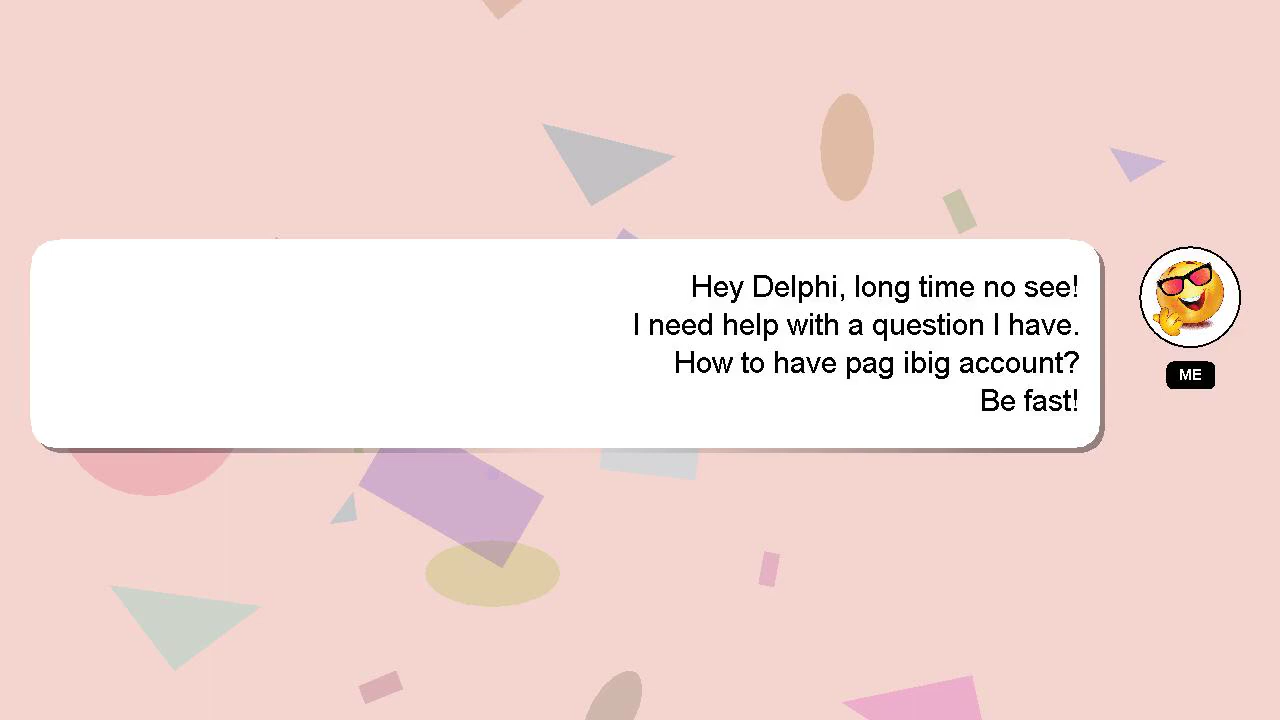 Hey Delphi, long time no see!
I need help with a question I have.
How to have pag ibig account?
Be fast!
ME